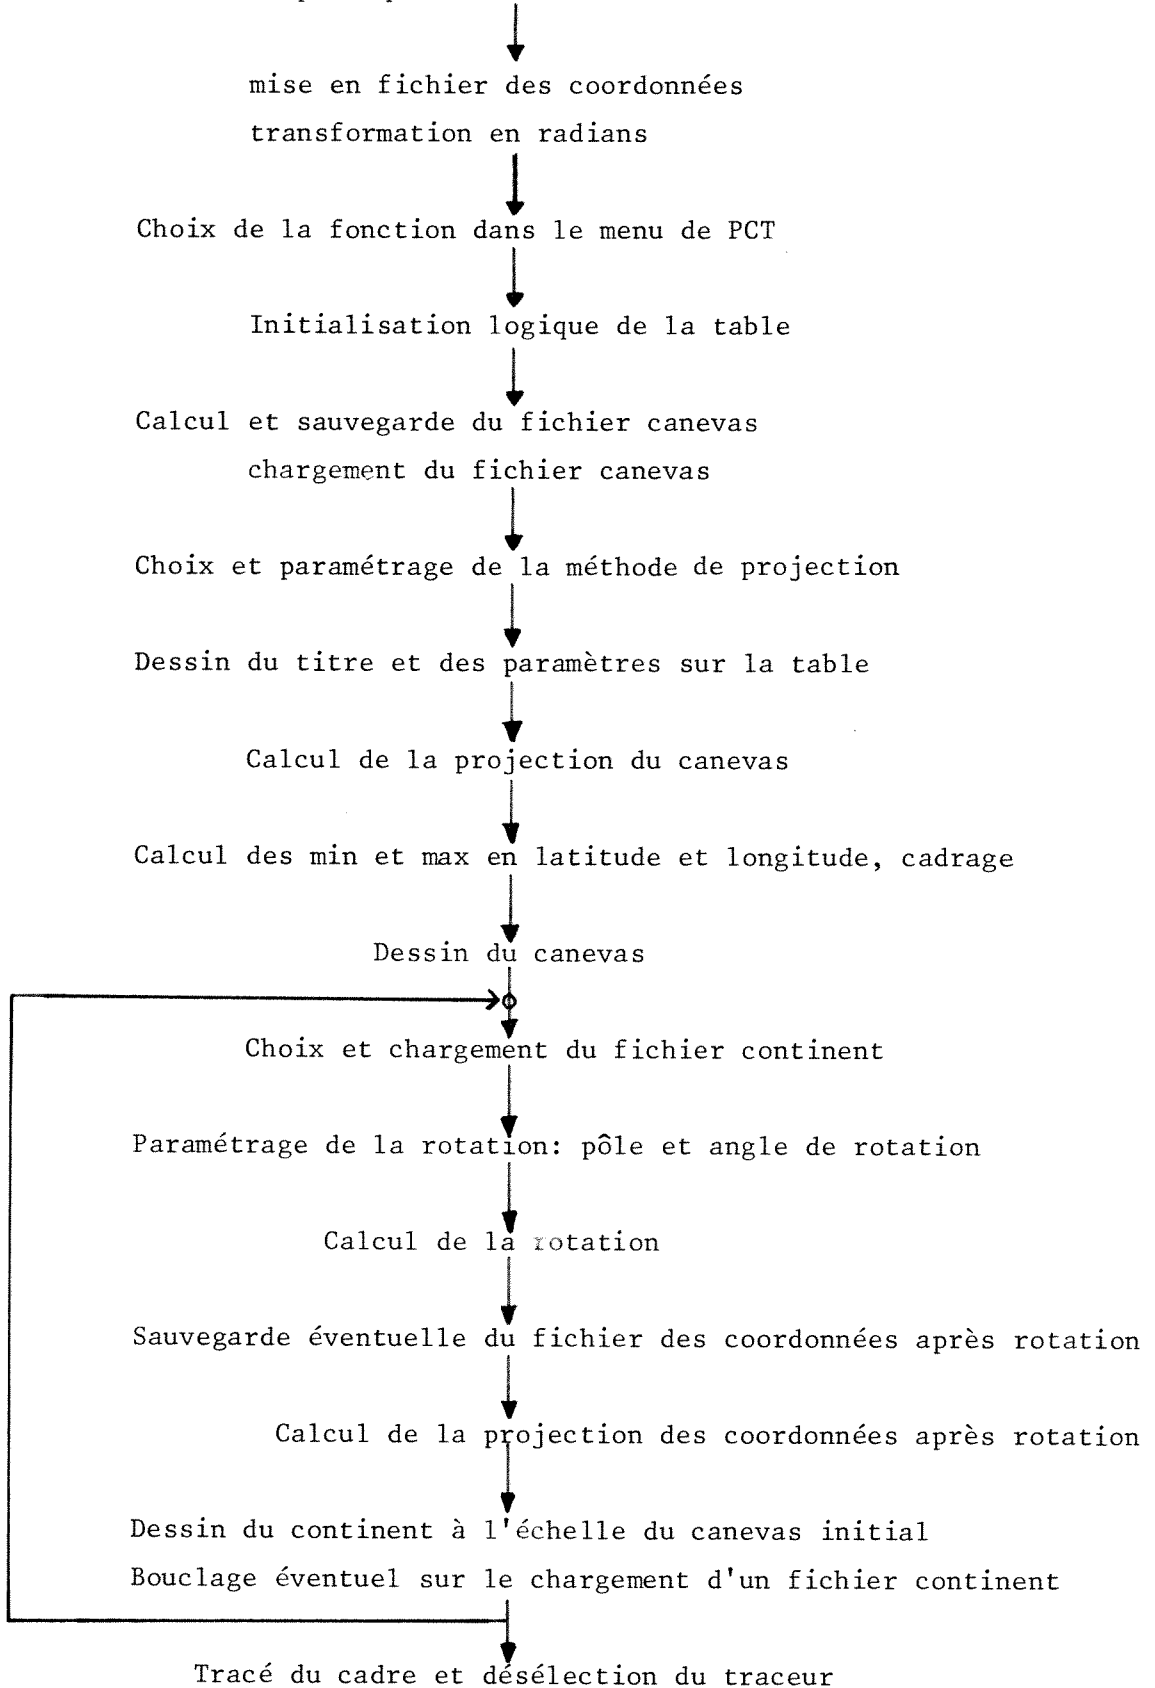 mise en fichier des coordonnées
transformation en radians
Choix de la fonction dans le menu de PCT
Initialisation logique de la table
Calcul et sauvegarde du fichier canevas
chargement du fichier canevas
Choix et paramétrage de la méthode de projection
Dessin du titre et des paramètres sur la table
Calcul de la projection du canevas
Calcul des min et max en latitude et longitude, cadrage
Dessin du canevas
Choix et chargement du fichier continent
Paramétrage de la rotation: pôle et angle de rotation
Calcul de la rotation
Sauvegarde éventuelle du fichier des coordonnées après rotation
Calcul de la projection des coordonnées après rotation
Dessin du continent à l'échelle du canevas initial
Bouclage éventuel sur le chargement d'un fichier continent
Tracé du cadre et désélection du traceur